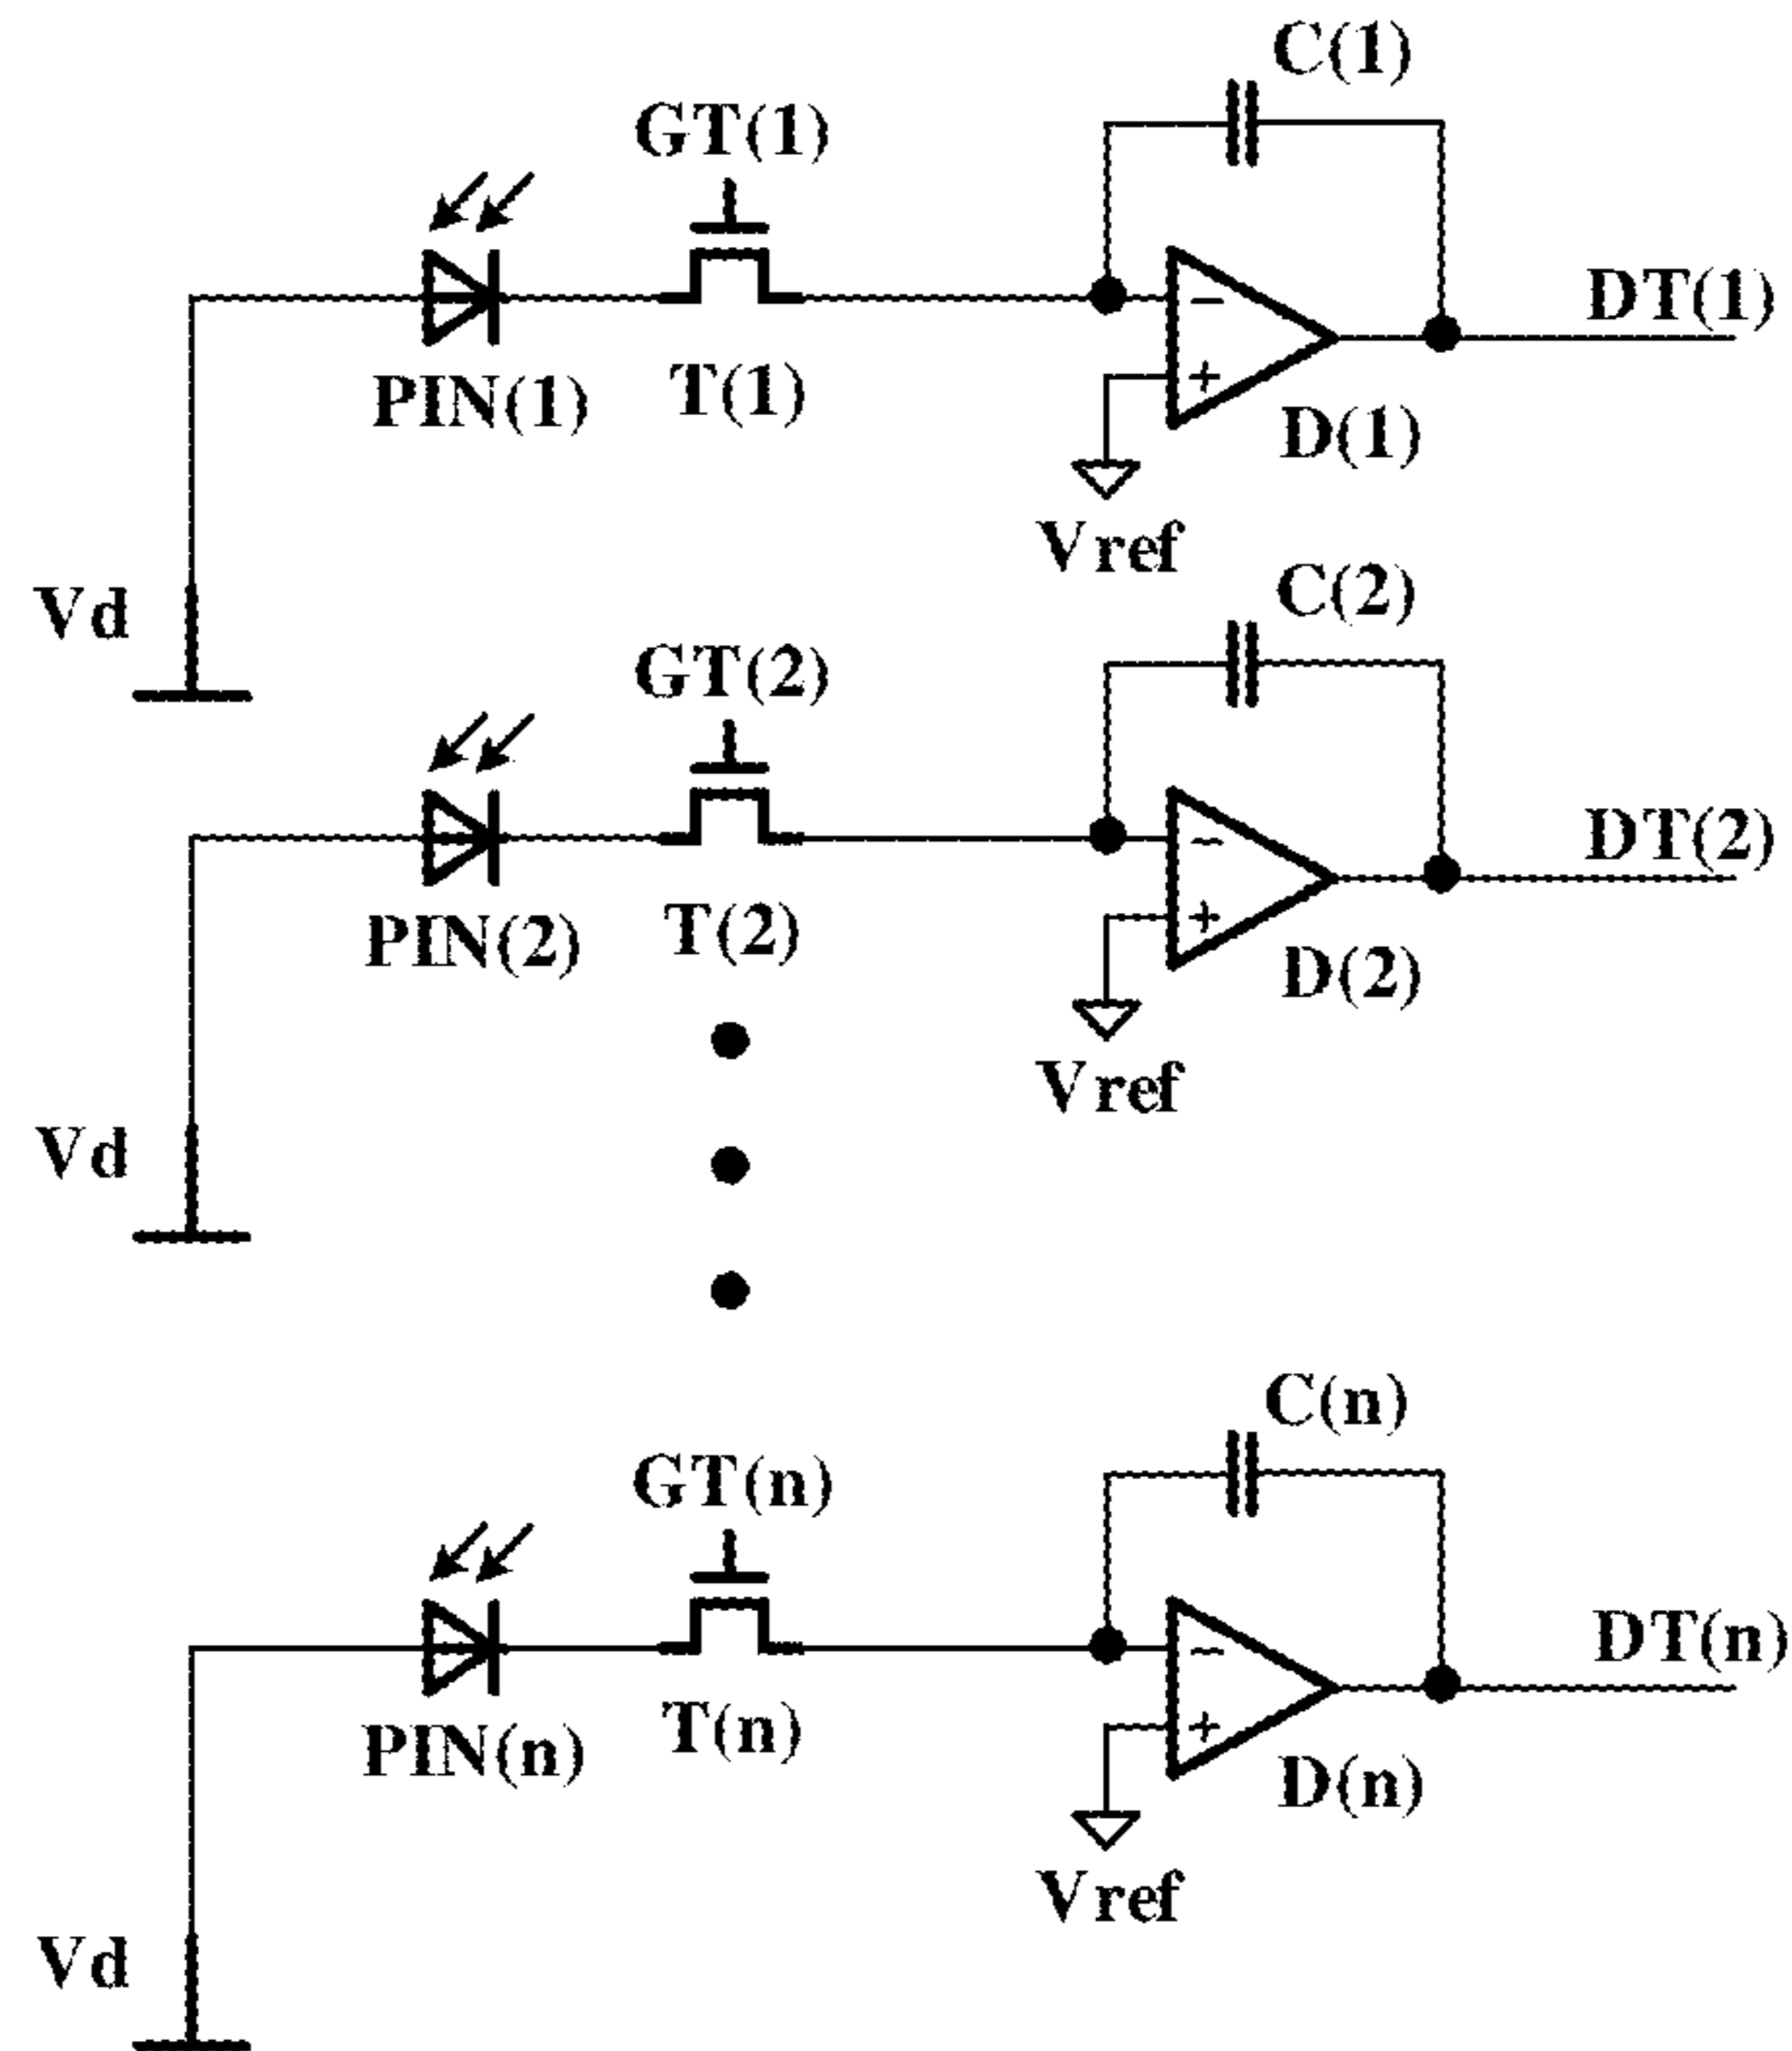 C(1)
GT(1)
DT(1)
PIN(1)
T(1)
−
+
D(1)
Vref
Vd
C(2)
GT(2)
DT(2)
PIN(2)
T(2)
−
+
D(2)
Vref
Vd
C(n)
GT(n)
DT(n)
PIN(n)
T(n)
−
+
D(n)
Vref
Vd